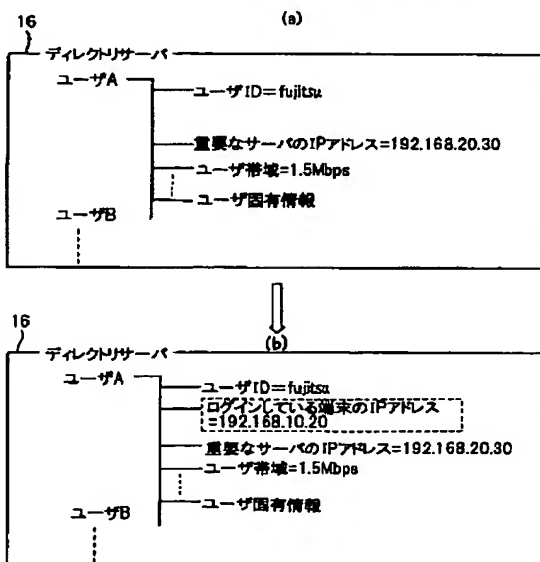 (a)
16
ディレクトリサーバ
ユーザA
ユーザID=fujitsu
重要なサーバのIPアドレス=192.168.20.30
ユーザ帯域=1.5Mbps
ユーザ固有情報
ユーザB
16
(b)
ディレクトリサーバ
ユーザA
ユーザID=fujitsu
ログインしている端末のIPアドレス
=192.168.10.20
重要なサーバのIPアドレス=192.168.20.30
ユーザ帯域=1.5Mbps
ユーザ固有情報
ユーザB